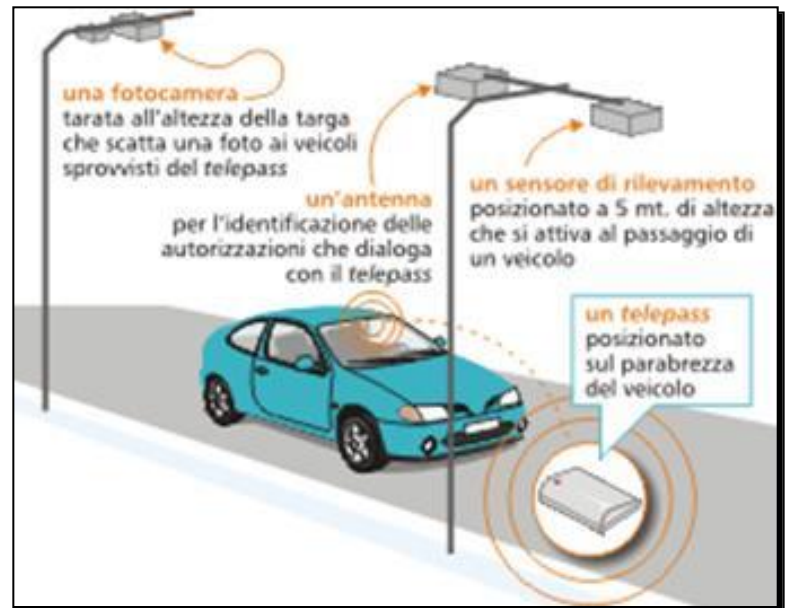 una fotocamera
tarata all'altezza della targa
che scatta una foto ai veicoli
sprovvisti del telepass
un'antenna
per l'identificazione delle
autorizzazioni che dialoga
con il telepass
un sensore di rilevamento
posizionato a 5 mt. di altezza
che si attiva al passaggio di
un veicolo
un telepass
posizionato
sul parabrezza
del veicolo